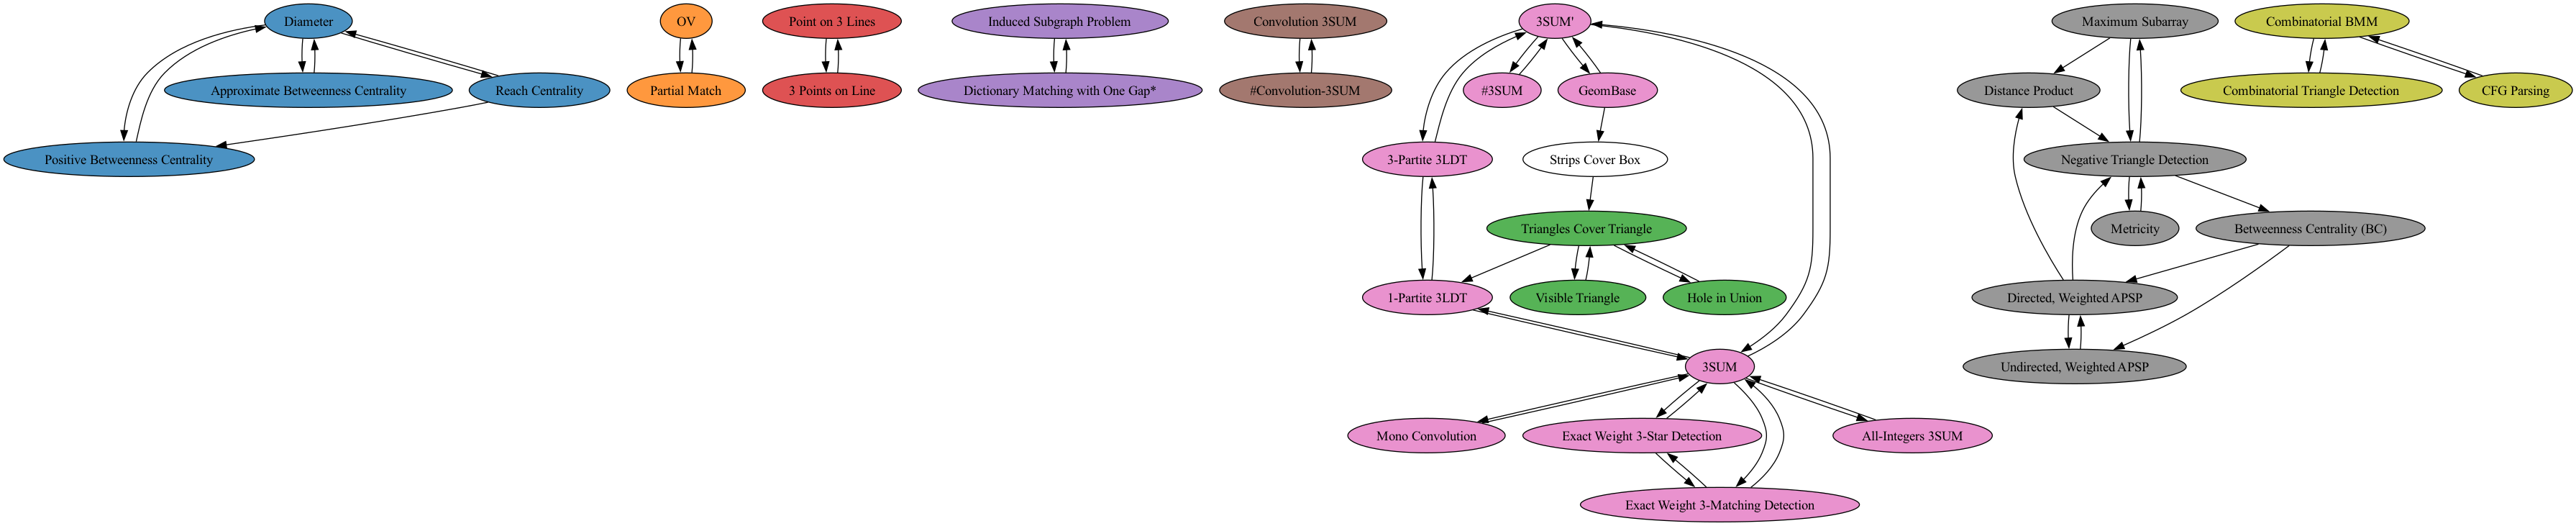 Diameter
OV
Point on 3 Lines
Induced Subgraph Problem
Convolution 3SUM
3SUM'
Maximum Subarray
Combinatorial BMM
Approximate Betweenness Centrality
Reach Centrality
Partial Match
3 Points on Line
Dictionary Matching with One Gap*
#Convolution-3SUM
#3SUM
GeomBase
Distance Product
Combinatorial Triangle Detection
CFG Parsing
Positive Betweenness Centrality
3-Partite 3LDT
Strips Cover Box
Negative Triangle Detection
Triangles Cover Triangle
Metricity
Betweenness Centrality (BC)
1-Partite 3LDT
Visible Triangle
Hole in Union
Directed, Weighted APSP
3SUM
Undirected, Weighted APSP
Mono Convolution
Exact Weight 3-Star Detection
All-Integers 3SUM
Exact Weight 3-Matching Detection